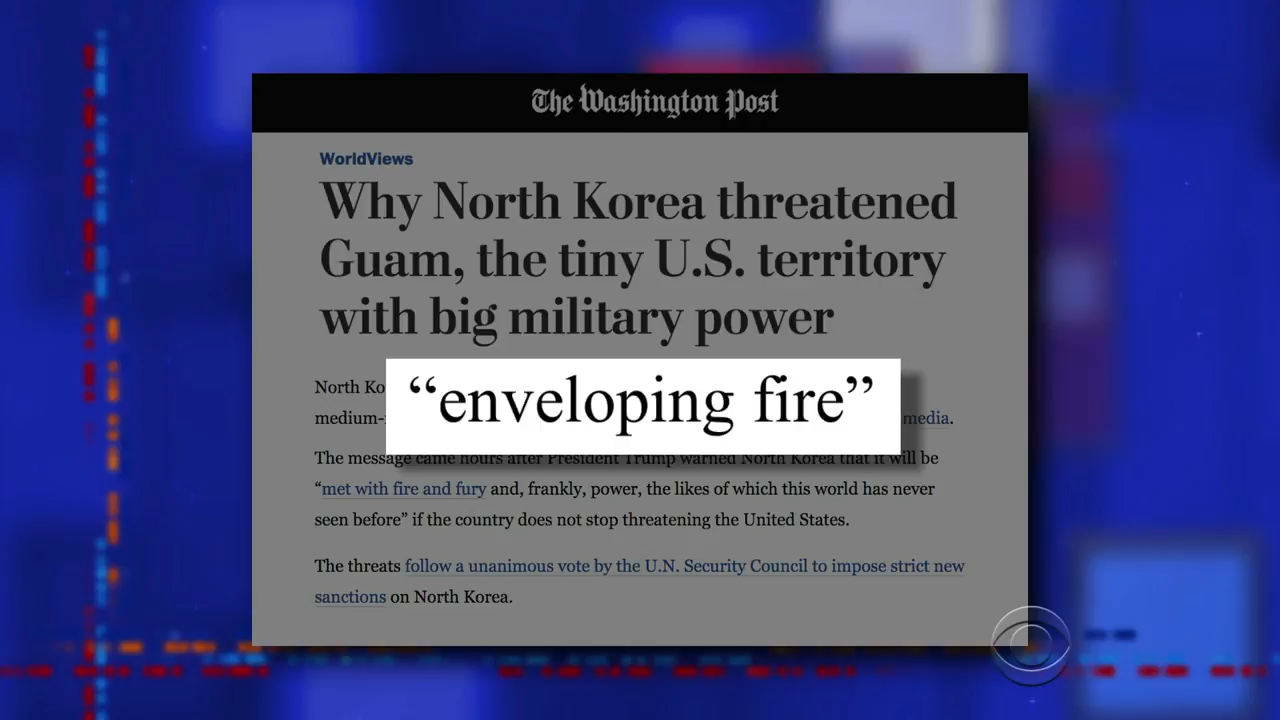 The Washington Post
WorldViews
Why North Korea threatened
Guam, the tiny U.S. territory
with big military power
North Ko
“enveloping fire”
medium- media.
The message came hours after President Trump warned North Korea that it will be
“met with fire and fury and, frankly, power, the likes of which this world has never
seen before” if the country does not stop threatening the United States.
The threats follow a unanimous vote by the U.N. Security Council to impose strict new
sanctions on North Korea.